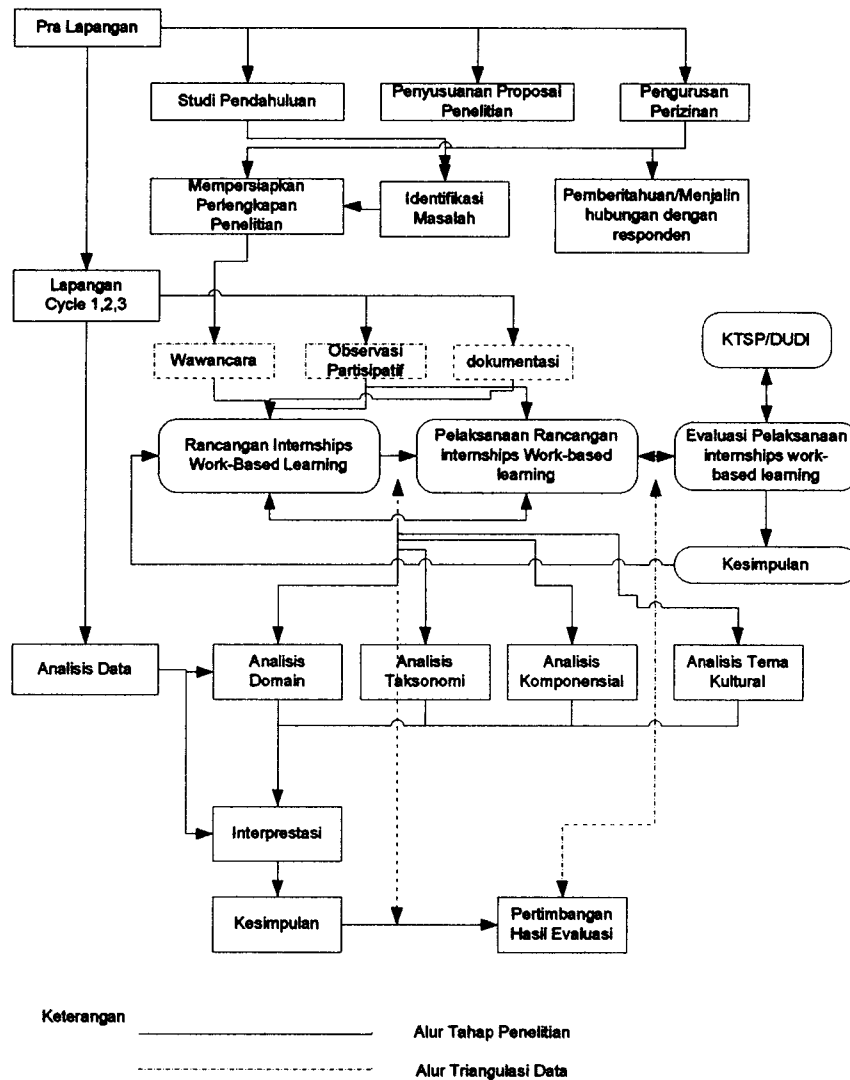 Pra Lapangan
Studi Pendahuluan
Penyusuanan Proposal
Penelitian
Pengurusan
Perizinan
Mempersiapkan
Perlengkapan
Penelitian
Identifikasi
Masalah
Pemberitahuan/Menjalin
hubungan dengan
responden
Lapangan
Cycle 1,2,3
Wawancara
Observasi
Partisipatif
dokumentasi
KTSP/DUDI
Rancangan Internships
Work-Based Learning
Pelaksanaan Rancangan
internships Work-based
learning
Evaluasi Pelaksanaan
internships work-
based learning
Kesimpulan
Analisis Data
Analisis
Domain
Analisis
Taksonomi
Analisis
Komponensial
Analisis Tema
Kultural
Interprestasi
Kesimpulan
Pertimbangan
Hasil Evaluasi
Keterangan
Alur Tahap Penelitian
Alur Triangulasi Data